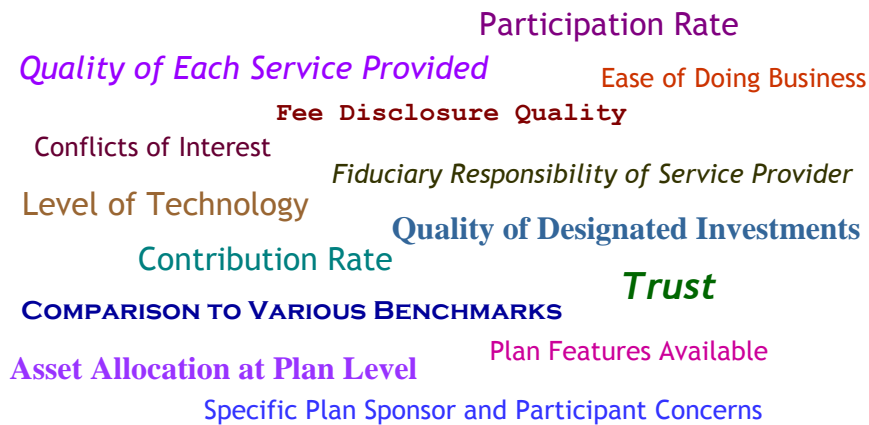 Participation Rate
Quality of Each Service Provided
Ease of Doing Business
Fee Disclosure Quality
Conflicts of Interest
Fiduciary Responsibility of Service Provider
Level of Technology
Quality of Designated Investments
Contribution Rate
Trust
Comparison to Various Benchmarks
Plan Features Available
Asset Allocation at Plan Level
Specific Plan Sponsor and Participant Concerns